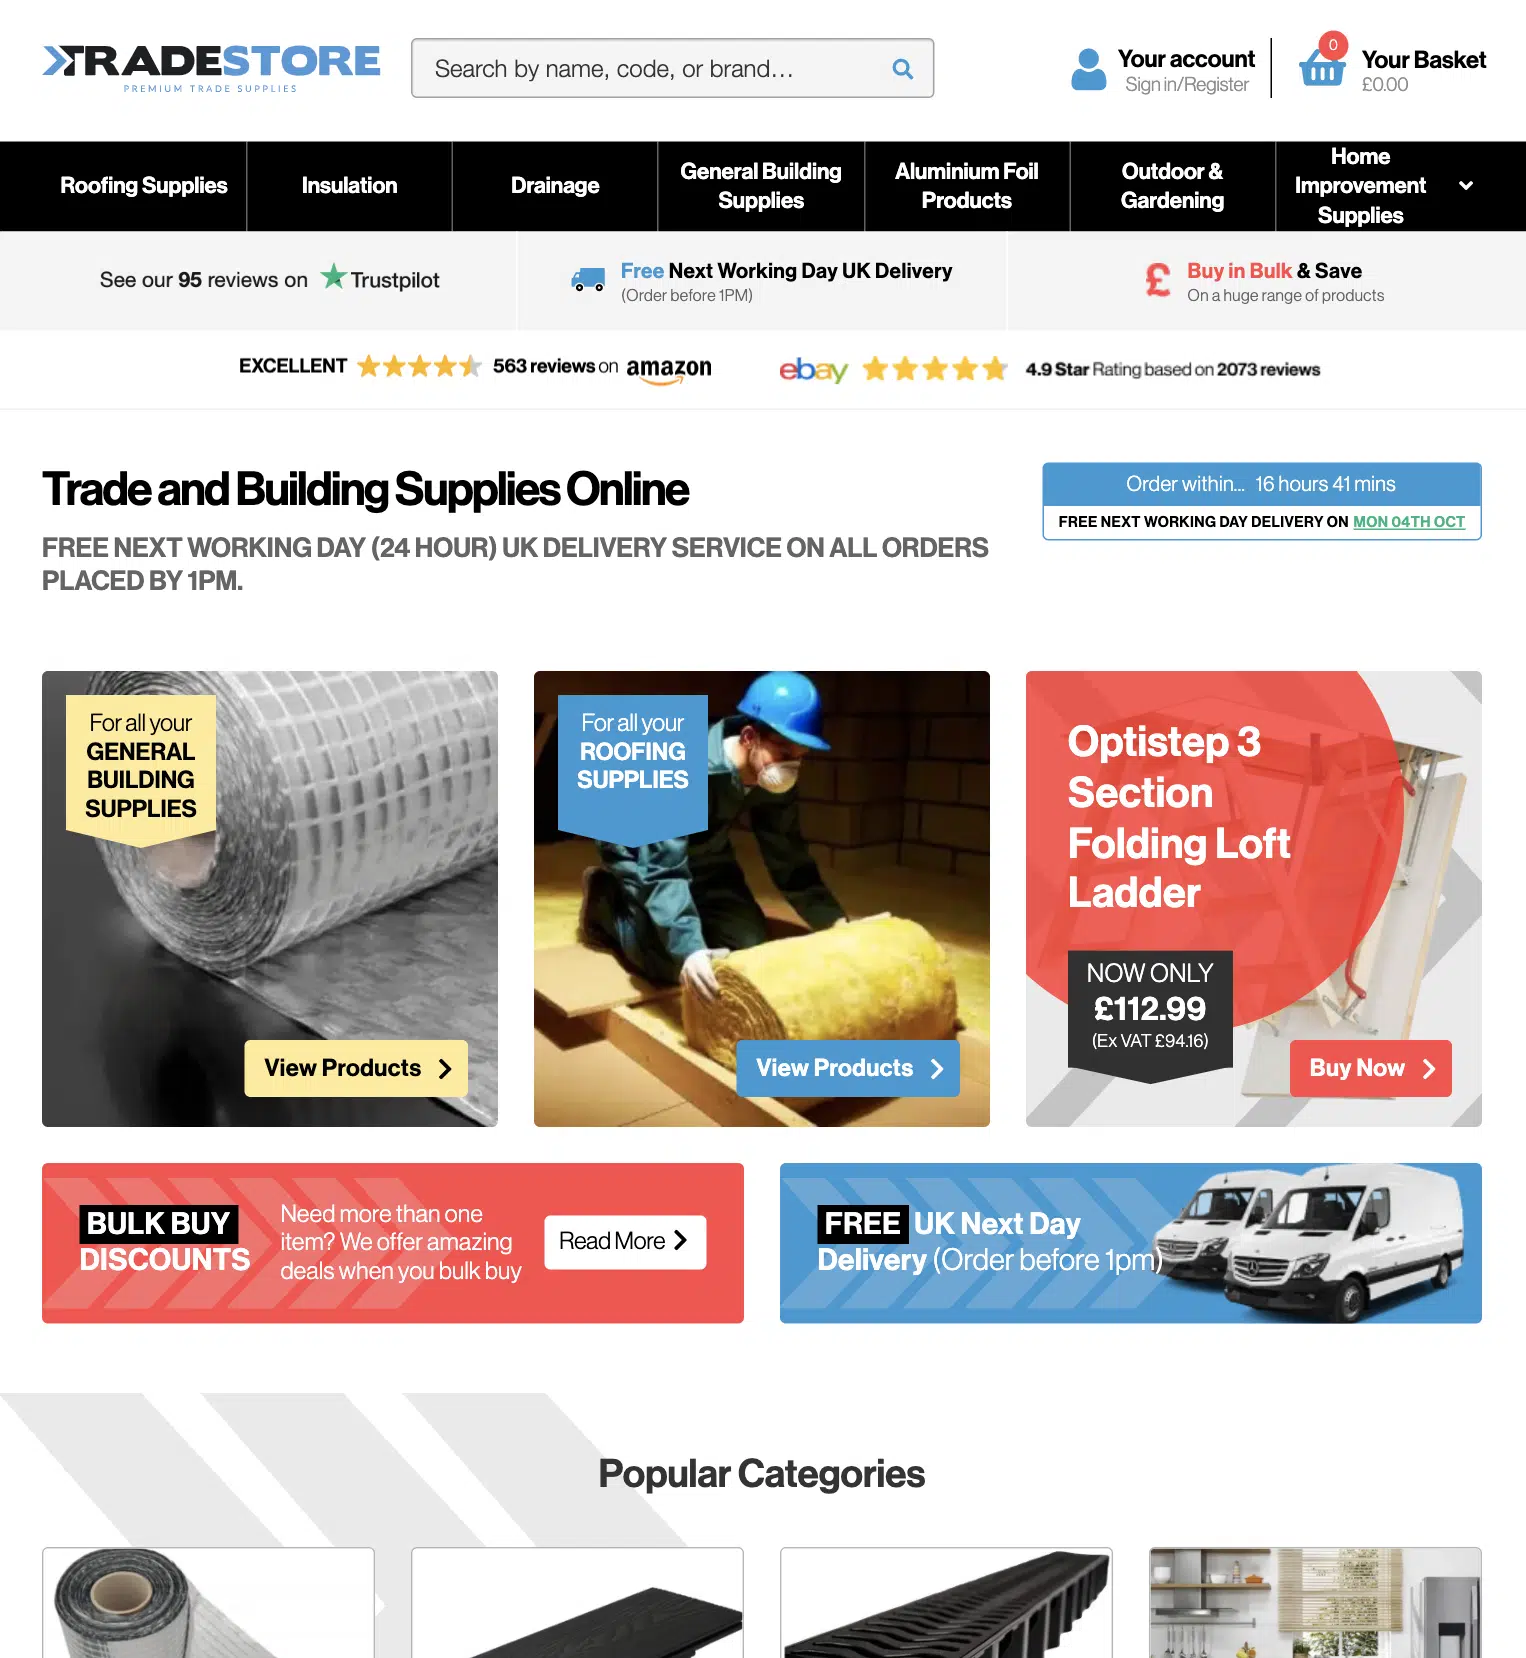 TRADESTORE
PREMIUM TRADE SUPPLIES
Search by name, code, or brand...
Your account
Sign in/Register
0
Your Basket
£0.00
Roofing Supplies
Insulation
Drainage
General Building
Supplies
Aluminium Foil
Products
Outdoor &
Gardening
Home
Improvement
Supplies
See our 95 reviews on Trustpilot
Free Next Working Day UK Delivery
(Order before 1PM)
Buy in Bulk & Save
On a huge range of products
EXCELLENT 563 reviews on amazon
ebay 4.9 Star Rating based on 2073 reviews
Trade and Building Supplies Online
FREE NEXT WORKING DAY (24 HOUR) UK DELIVERY SERVICE ON ALL ORDERS
PLACED BY 1PM.
Order within... 16 hours 41 mins
FREE NEXT WORKING DAY DELIVERY ON MON 04TH OCT
For all your
GENERAL
BUILDING
SUPPLIES
View Products
For all your
ROOFING
SUPPLIES
View Products
Optistep 3
Section
Folding Loft
Ladder
NOW ONLY
£112.99
(Ex VAT £94.16)
Buy Now
BULK BUY
DISCOUNTS
Need more than one
item? We offer amazing
deals when you bulk buy
Read More
FREE UK Next Day
Delivery (Order before 1pm)
Popular Categories